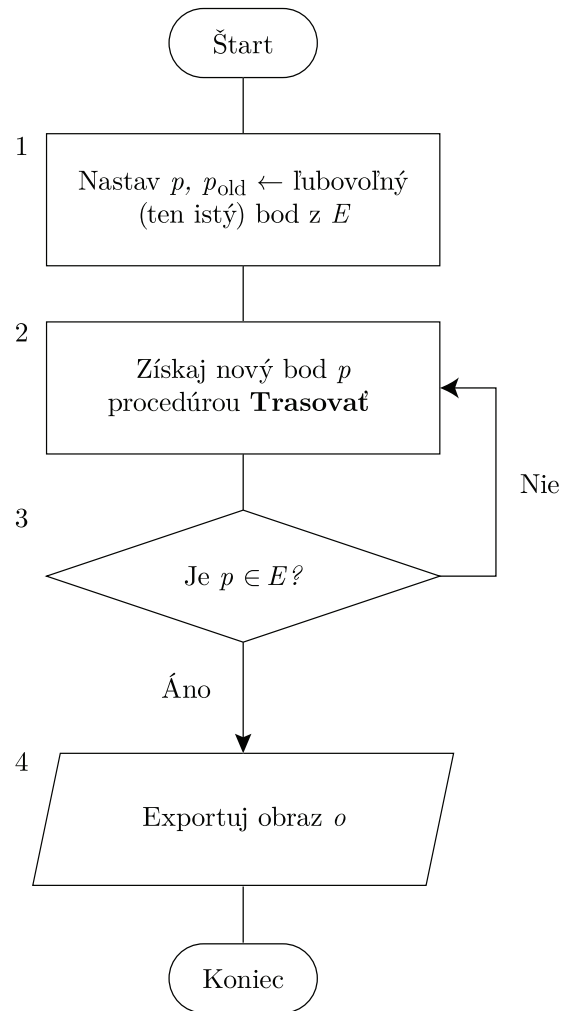 Štart
1
Nastav p, p_old ← ľubovoľný
(ten istý) bod z E
2
Získaj nový bod p
procedúrou Trasovať
Nie
3
Je p ∈ E?
Áno
4
Exportuj obraz o
Koniec